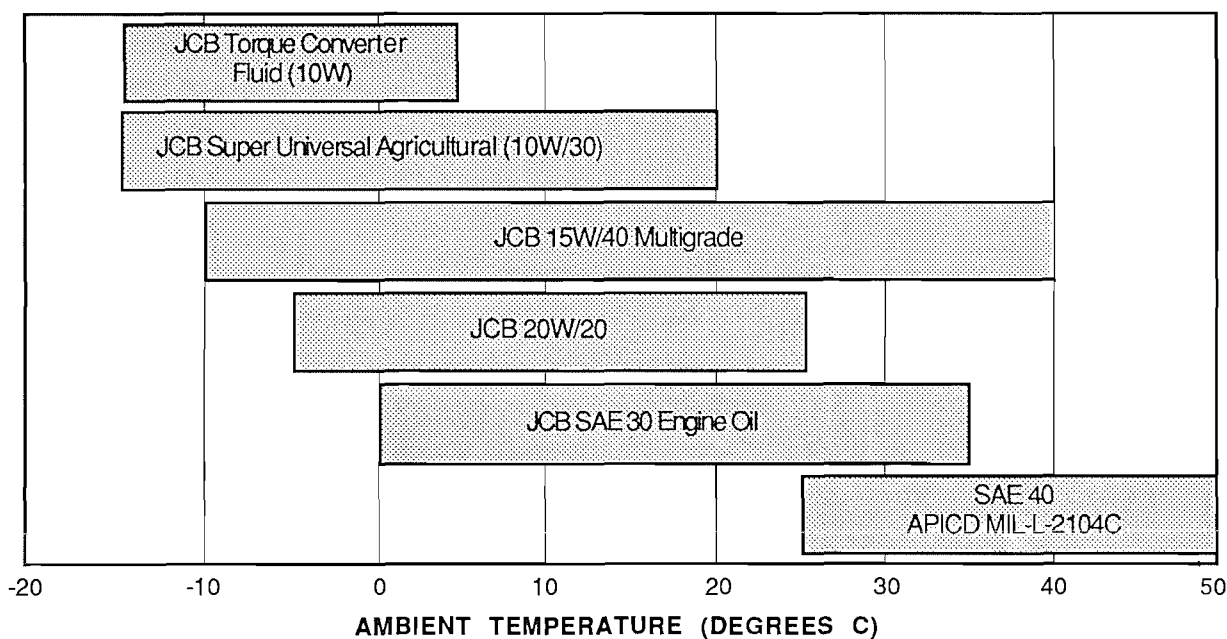 JCB Torque Converter
Fluid (10W)
JCB Super Universal Agricultural (10W/30)
JCB 15W/40 Multigrade
JCB 20W/20
JCB SAE 30 Engine Oil
SAE 40
APICD MIL-L-2104C
-20 -10 0 10 20 30 40 50
AMBIENT TEMPERATURE (DEGREES C)